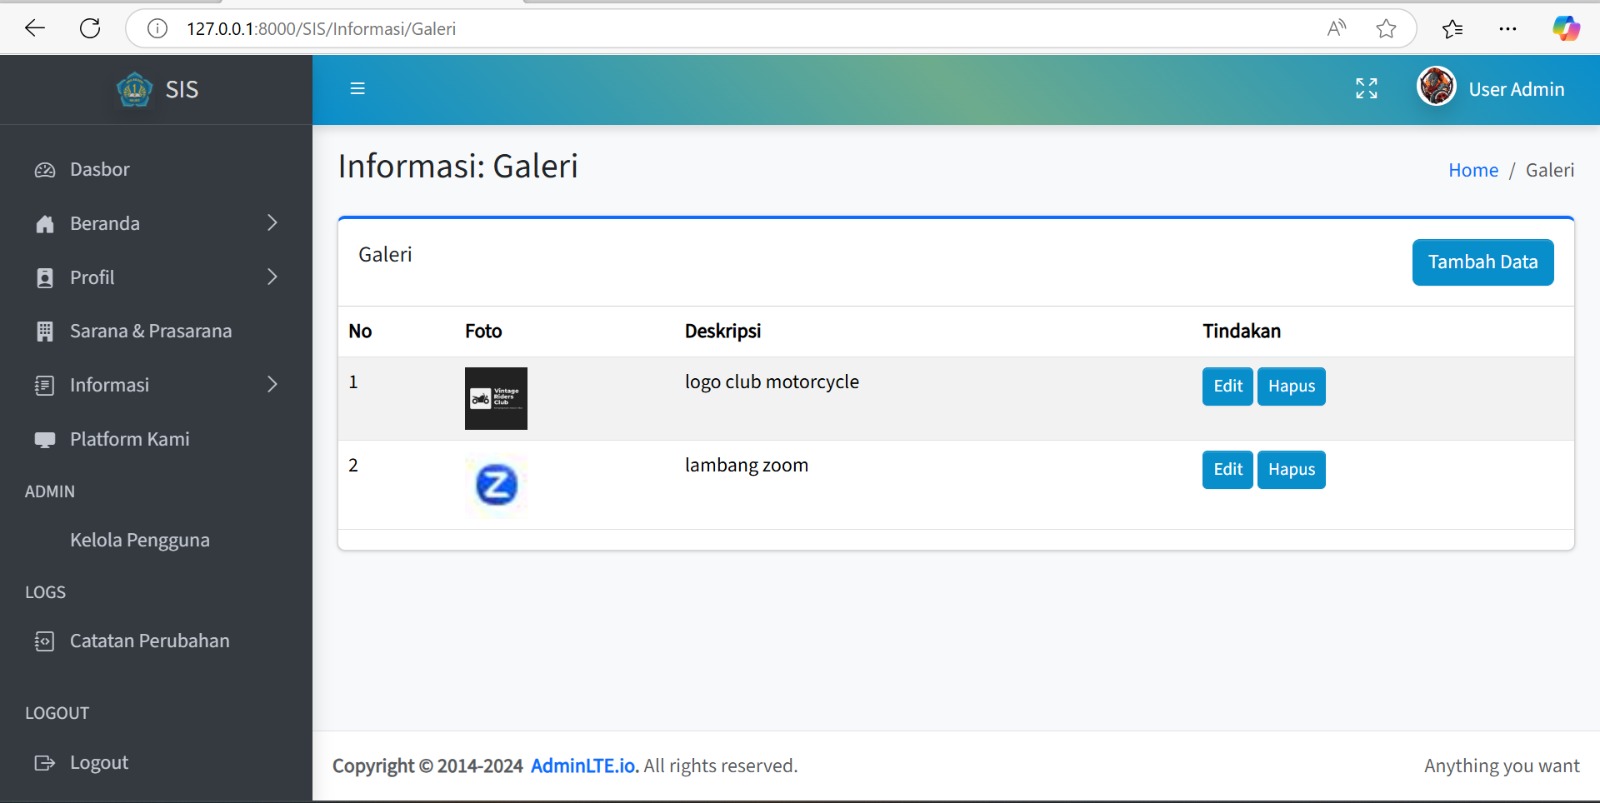 127.0.0.1:8000/SIS/Informasi/Galeri
SIS
User Admin
Dasbor
Beranda
Profil
Sarana & Prasarana
Informasi
Platform Kami
ADMIN
Kelola Pengguna
LOGS
Catatan Perubahan
LOGOUT
Logout
Informasi: Galeri
Home / Galeri
Galeri
Tambah Data
No Foto Deskripsi Tindakan
1 logo club motorcycle Edit Hapus
Vintage
Riders
Club
2 lambang zoom Edit Hapus
Z
Copyright © 2014-2024 AdminLTE.io. All rights reserved.
Anything you want